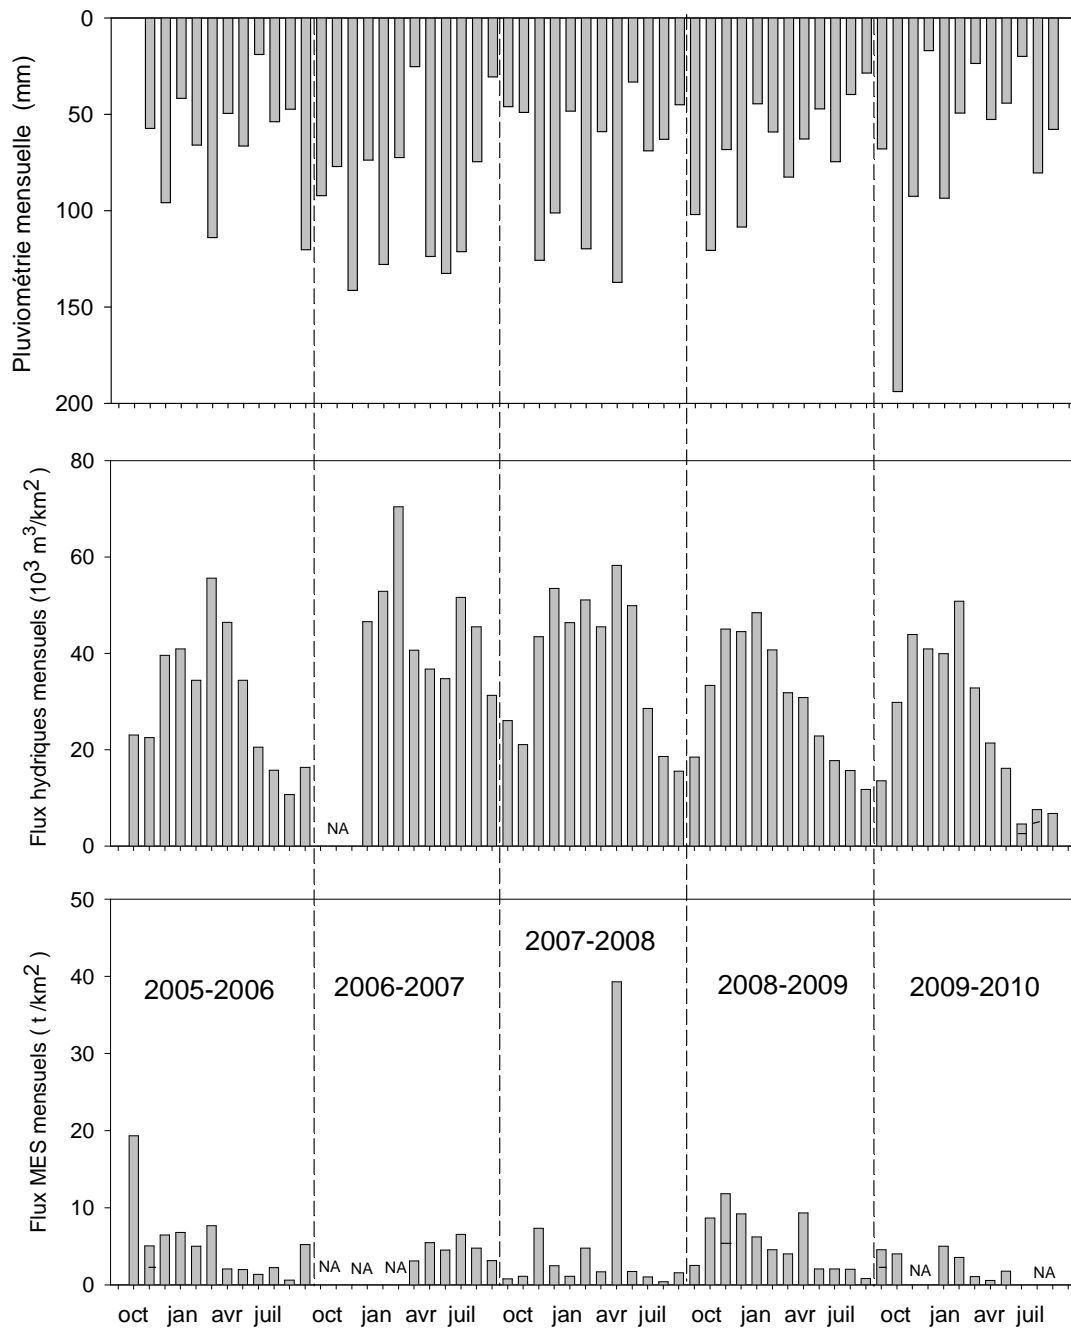 Pluviométrie mensuelle (mm)
0
50
100
150
200
Flux hydriques mensuels (10³ m³/km²)
80
60
40
20
0
NA
Flux MES mensuels ( t /km²)
50
40
30
20
10
0
2005-2006
2006-2007
2007-2008
2008-2009
2009-2010
NA
NA
NA
NA
NA
oct jan avr juil oct jan avr juil oct jan avr juil oct jan avr juil oct jan avr juil